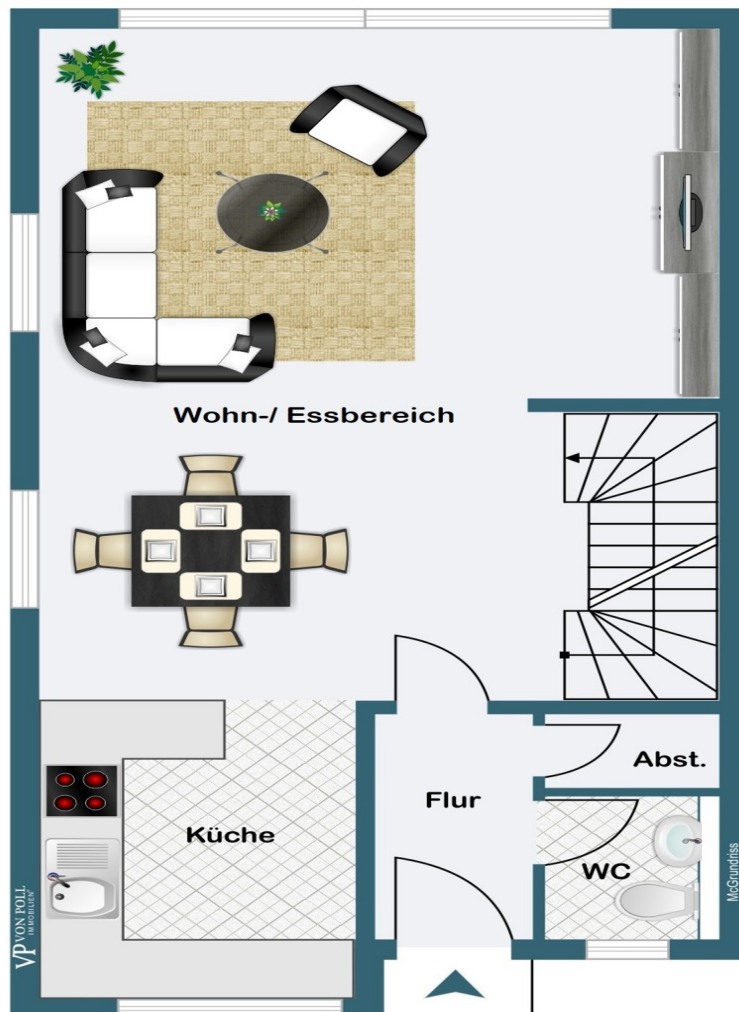 Wohn-/ Essbereich
Abst.
Flur
Küche
WC
VP VON POLL
IMMOBILIEN
McGrundriss